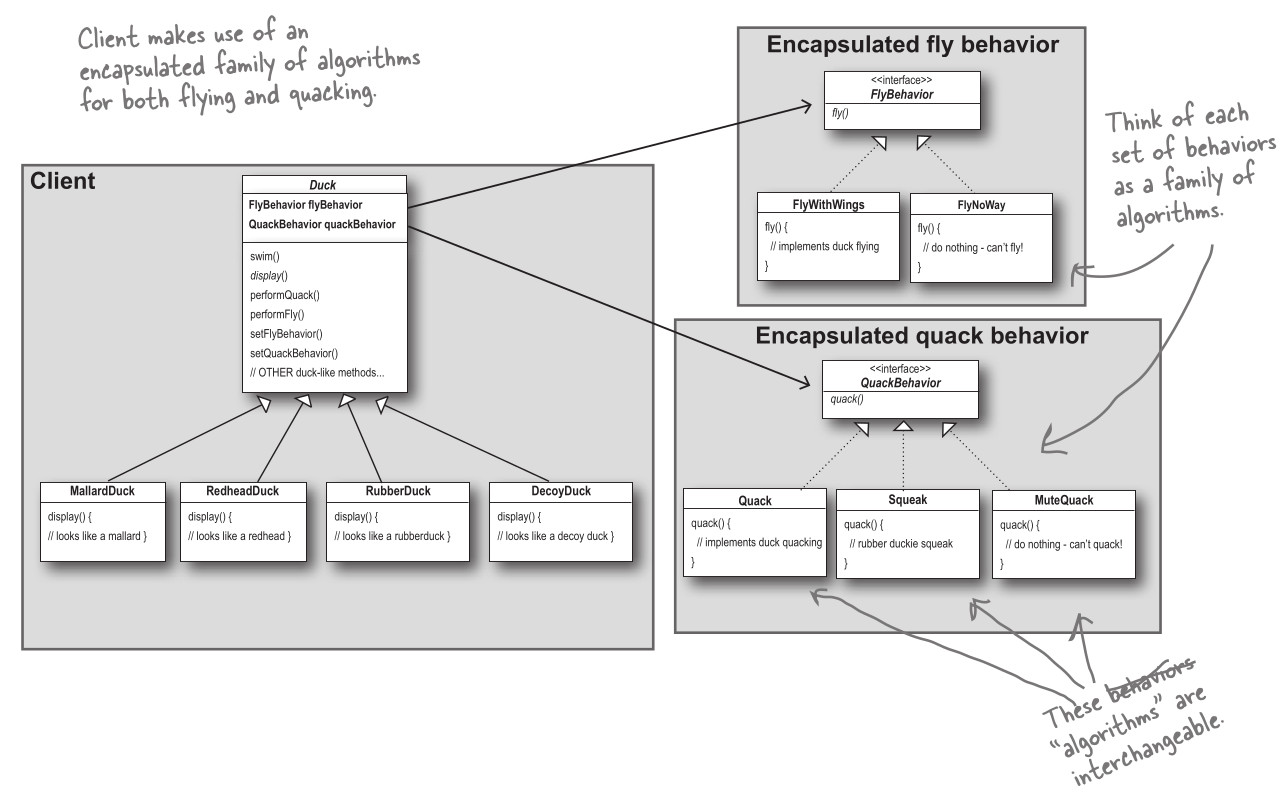 Client makes use of an
encapsulated family of algorithms
for both flying and quacking.
Encapsulated fly behavior
<<interface>>
FlyBehavior
fly()
FlyWithWings
fly() {
// implements duck flying
}
FlyNoWay
fly() {
// do nothing - can't fly!
}
Think of each
set of behaviors
as a family of
algorithms.
Client
Duck
FlyBehavior flyBehavior
QuackBehavior quackBehavior
swim()
display()
performQuack()
performFly()
setFlyBehavior()
setQuackBehavior()
// OTHER duck-like methods...
MallardDuck
display() {
// looks like a mallard }
RedheadDuck
display() {
// looks like a redhead }
RubberDuck
display() {
// looks like a rubberduck }
DecoyDuck
display() {
// looks like a decoy duck }
Encapsulated quack behavior
<<interface>>
QuackBehavior
quack()
Quack
quack() {
// implements duck quacking
}
Squeak
quack() {
// rubber duckie squeak
}
MuteQuack
quack() {
// do nothing - can't quack!
}
These behaviors
“algorithms” are
interchangeable.